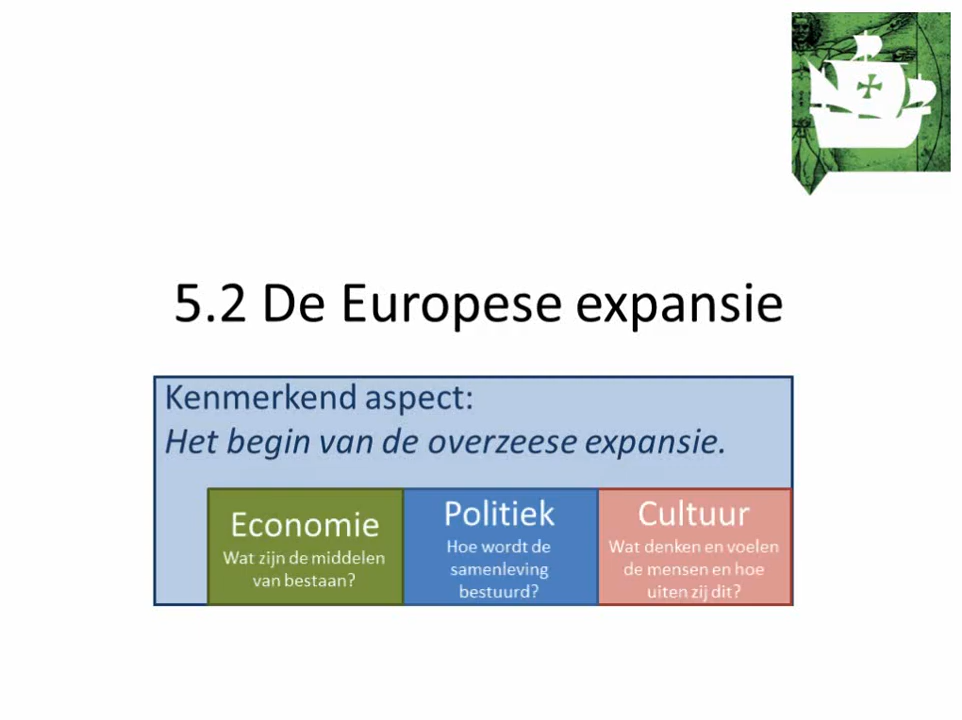 5.2 De Europese expansie
Kenmerkend aspect:
Het begin van de overzeese expansie.
Economie
Wat zijn de middelen
van bestaan?
Politiek
Hoe wordt de
samenleving
bestuurd?
Cultuur
Wat denken en voelen
de mensen en hoe
uiten zij dit?